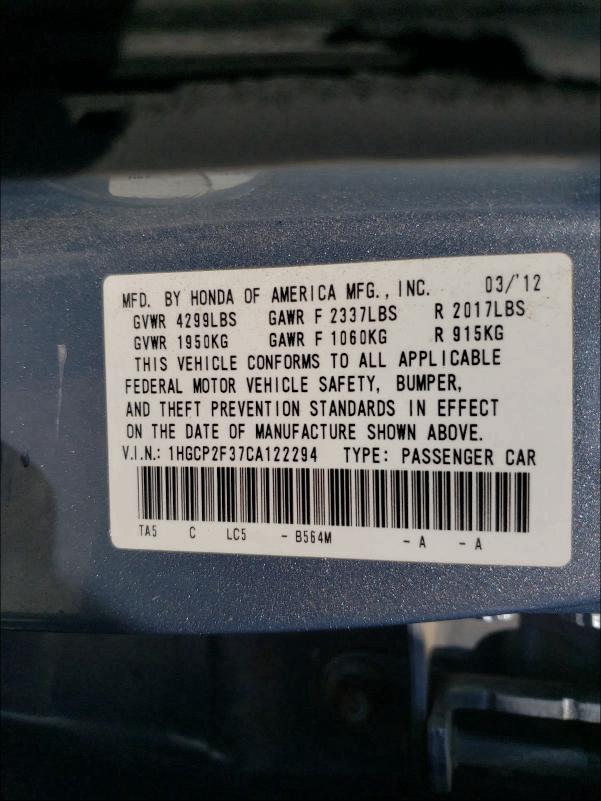 MFD. BY HONDA OF AMERICA MFG., INC. 03/'12
GVWR 4299LBS GAWR F 2337LBS R 2017LBS
GVWR 1950KG GAWR F 1060KG R 915KG
THIS VEHICLE CONFORMS TO ALL APPLICABLE
FEDERAL MOTOR VEHICLE SAFETY, BUMPER,
AND THEFT PREVENTION STANDARDS IN EFFECT
ON THE DATE OF MANUFACTURE SHOWN ABOVE.
V.I.N.: 1HGCP2F37CA122294 TYPE: PASSENGER CAR
TA5 C LC5 - B564M - A - A